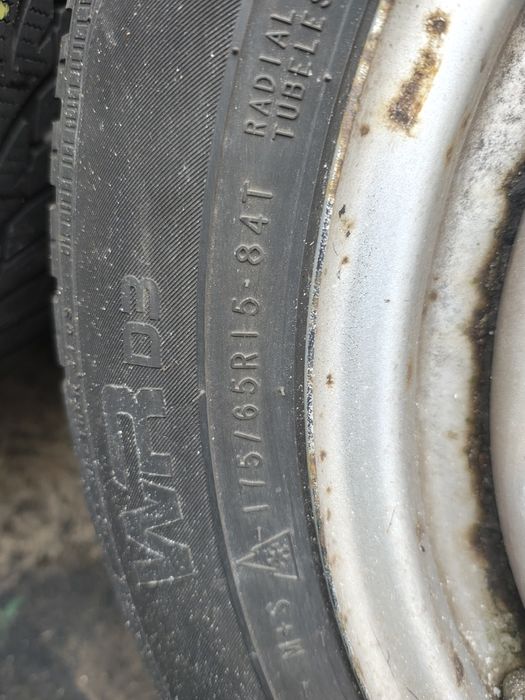 WR D3
M+S 175/65R15-84T RADIAL
TUBELESS